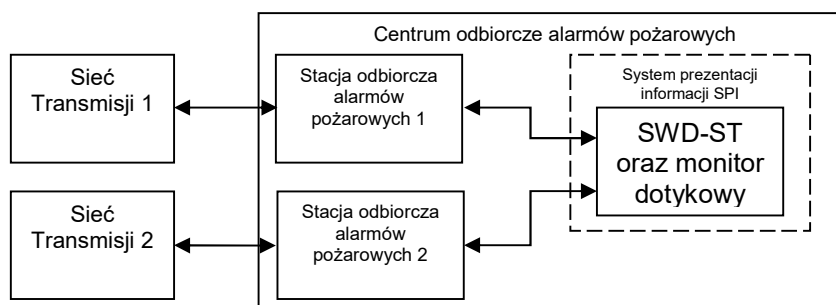 Centrum odbiorcze alarmów pożarowych
Sieć
Transmisji 1
Stacja odbiorcza
alarmów
pożarowych 1
System prezentacji
informacji SPI
SWD-ST
oraz monitor
dotykowy
Sieć
Transmisji 2
Stacja odbiorcza
alarmów
pożarowych 2